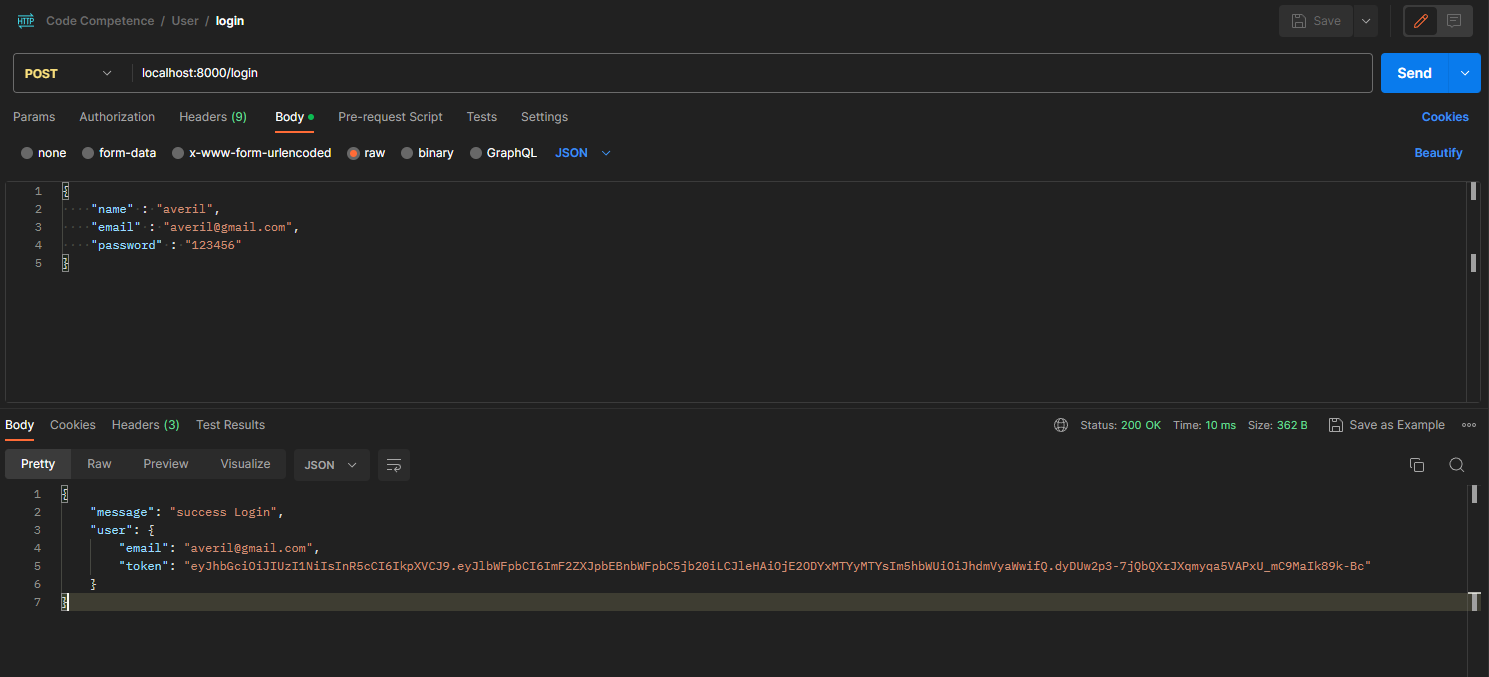 HTTP Code Competence / User / login Save
POST localhost:8000/login Send
Params Authorization Headers (9) Body Pre-request Script Tests Settings Cookies
none form-data x-www-form-urlencoded raw binary GraphQL JSON Beautify
1 {
2 "name" : "averil",
3 "email" : "averil@gmail.com",
4 "password" : "123456"
5 }
Body Cookies Headers (3) Test Results Status: 200 OK Time: 10 ms Size: 362 B Save as Example
Pretty Raw Preview Visualize JSON
1 {
2 "message": "success Login",
3 "user": {
4 "email": "averil@gmail.com",
5 "token": "eyJhbGciOiJIUzI1NiIsInR5cCI6IkpXVCJ9.eyJlbWFpbCI6ImF2ZXJpbEBnbWFpbC5jb20iLCJleHAiOjE2ODYxMTYyMTYsIm5hbWUiOiJhdmVyaWwifQ.dyDUw2p3-7jQbQXrJXqmyqa5VAPxU_mC9MaIk89k-Bc"
6 }
7 }